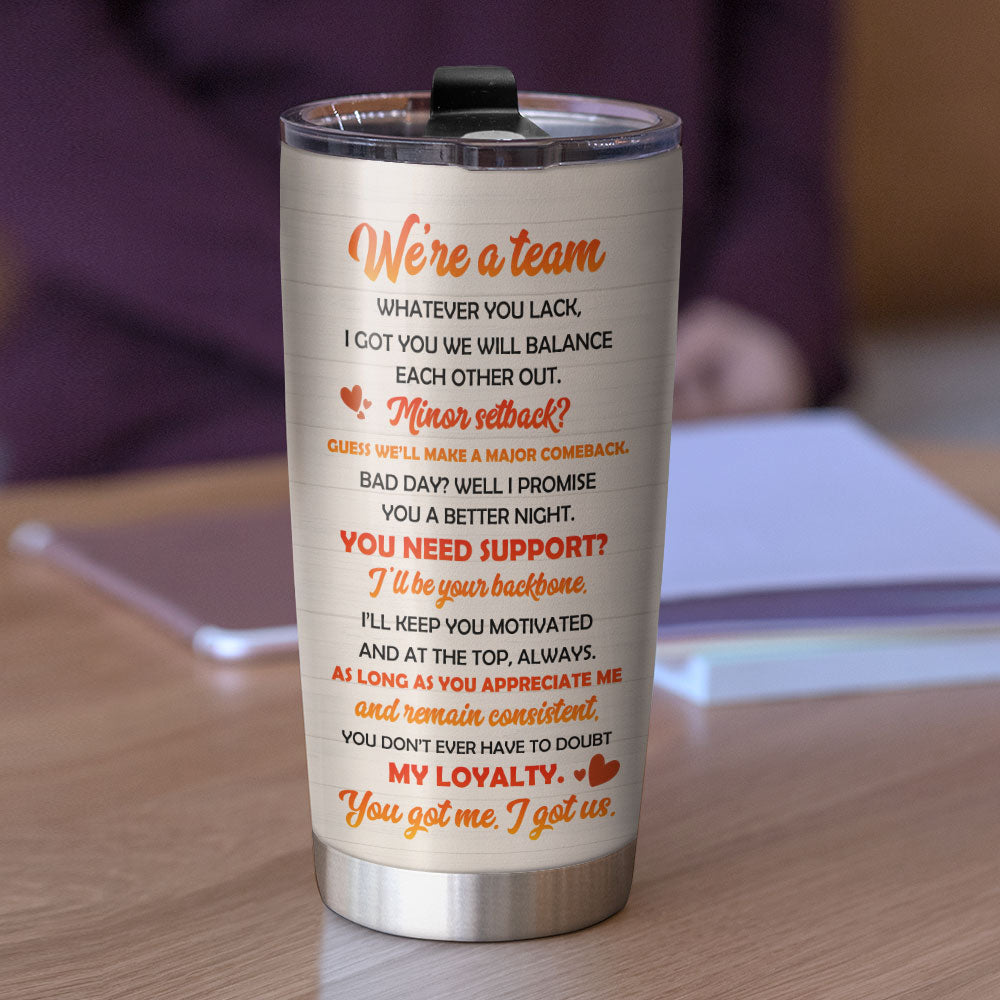 We're a team
WHATEVER YOU LACK,
I GOT YOU WE WILL BALANCE
EACH OTHER OUT.
Minor setback?
GUESS WE'LL MAKE A MAJOR COMEBACK.
BAD DAY? WELL I PROMISE
YOU A BETTER NIGHT.
YOU NEED SUPPORT?
I'll be your backbone.
I'LL KEEP YOU MOTIVATED
AND AT THE TOP, ALWAYS.
AS LONG AS YOU APPRECIATE ME
and remain consistent,
YOU DON'T EVER HAVE TO DOUBT
MY LOYALTY.
You got me. I got us.